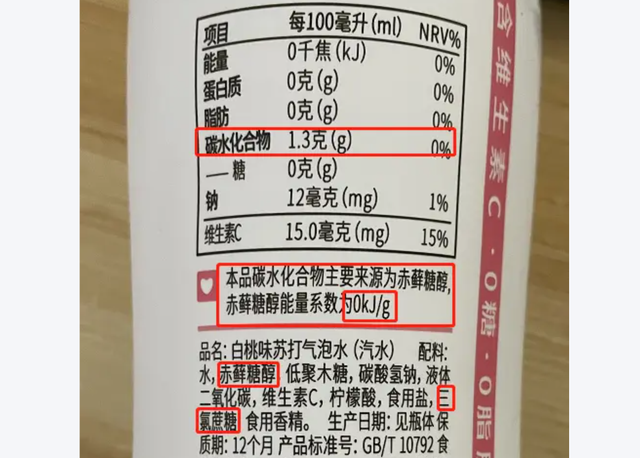 项目 每100毫升(ml) NRV%
能量 0千焦(kJ) 0%
蛋白质 0克(g) 0%
脂肪 0克(g) 0%
碳水化合物 1.3克(g) 0%
——糖 0克(g)
钠 12毫克(mg) 1%
维生素C 15.0毫克(mg) 15%
本品碳水化合物主要来源为赤藓糖醇,
赤藓糖醇能量系数为0kJ/g
品名: 白桃味苏打气泡水 (汽水) 配料:
水, 赤藓糖醇 低聚木糖, 碳酸氢钠, 液体
二氧化碳, 维生素C, 柠檬酸, 食用盐, 三
氯蔗糖 食用香精。 生产日期: 见瓶体 保
质期: 12个月 产品标准号: GB/T 10792 食
含维生素C·0糖·0脂